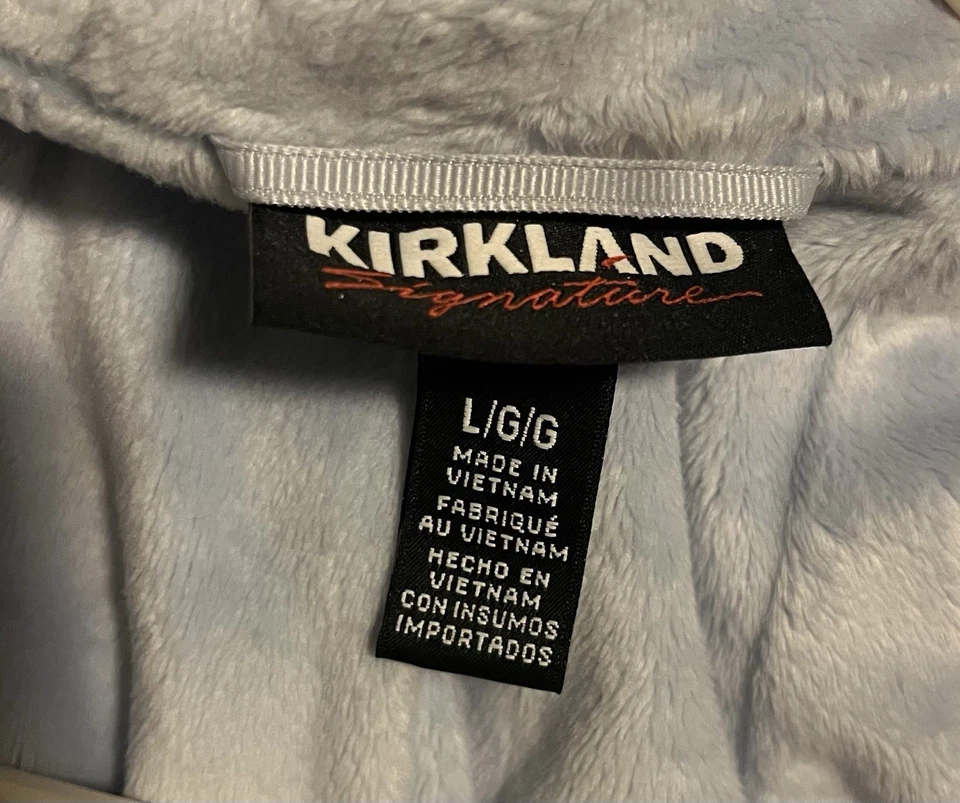 KIRKLAND
Signature
L/G/G
MADE IN
VIETNAM
FABRIQUÉ
AU VIETNAM
HECHO EN
VIETNAM
CON INSUMOS
IMPORTADOS